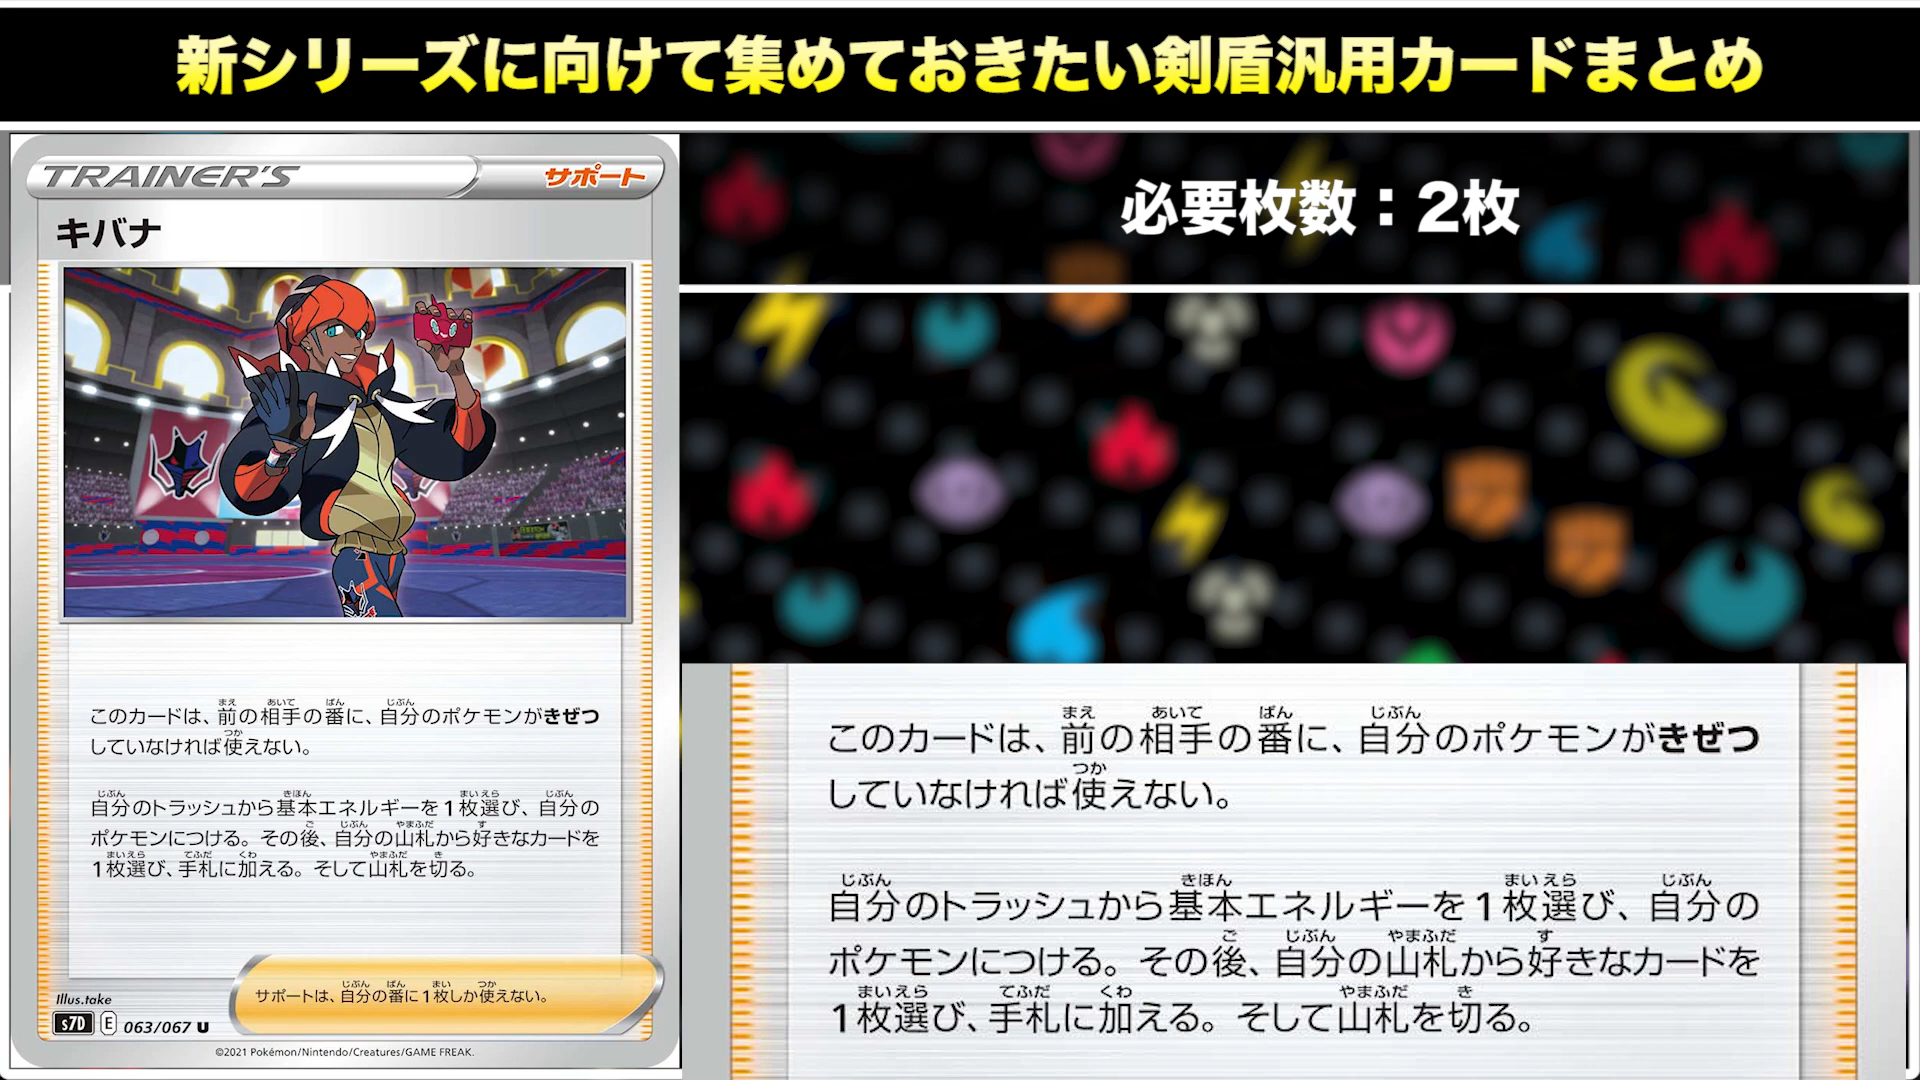 新シリーズに向けて集めておきたい剣盾汎用カードまとめ
TRAINER'S
サポート
キバナ
このカードは、前の相手の番に、自分のポケモンがきぜつ
していなければ使えない。
自分のトラッシュから基本エネルギーを1枚選び、自分の
ポケモンにつける。その後、自分の山札から好きなカードを
1枚選び、手札に加える。そして山札を切る。
サポートは、自分の番に1枚しか使えない。
Illus.take
s7D E 063/067 U
©2021 Pokémon/Nintendo/Creatures/GAME FREAK.
必要枚数：2枚
このカードは、前の相手の番に、自分のポケモンがきぜつ
していなければ使えない。
自分のトラッシュから基本エネルギーを1枚選び、自分の
ポケモンにつける。その後、自分の山札から好きなカードを
1枚選び、手札に加える。そして山札を切る。